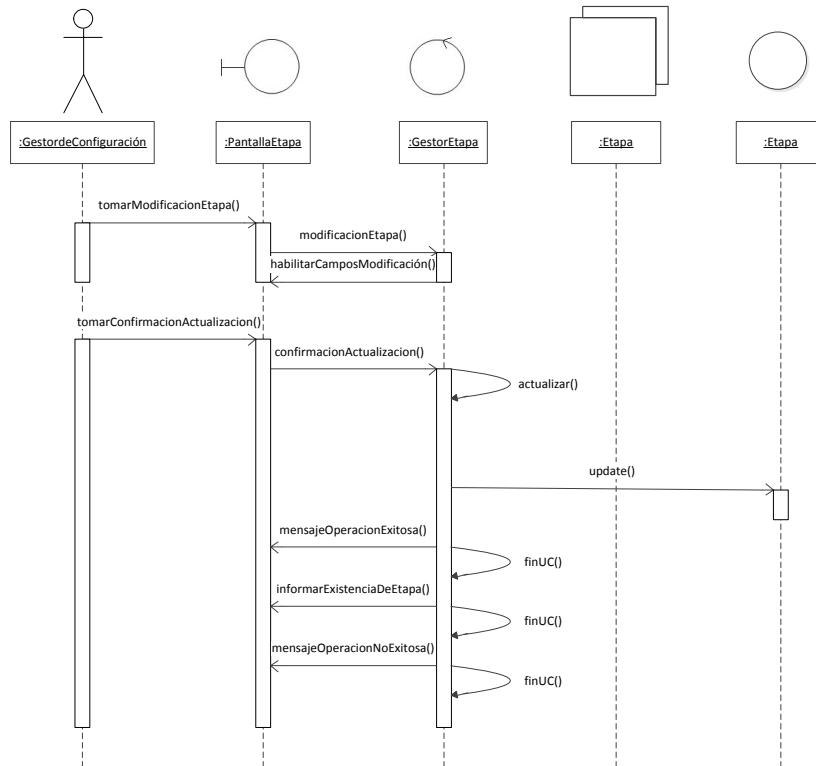 :GestordeConfiguración
:PantallaEtapa
:GestorEtapa
:Etapa
:Etapa
tomarModificacionEtapa()
modificacionEtapa()
habilitarCamposModificación()
tomarConfirmacionActualizacion()
confirmacionActualizacion()
actualizar()
update()
mensajeOperacionExitosa()
finUC()
informarExistenciaDeEtapa()
finUC()
mensajeOperacionNoExitosa()
finUC()